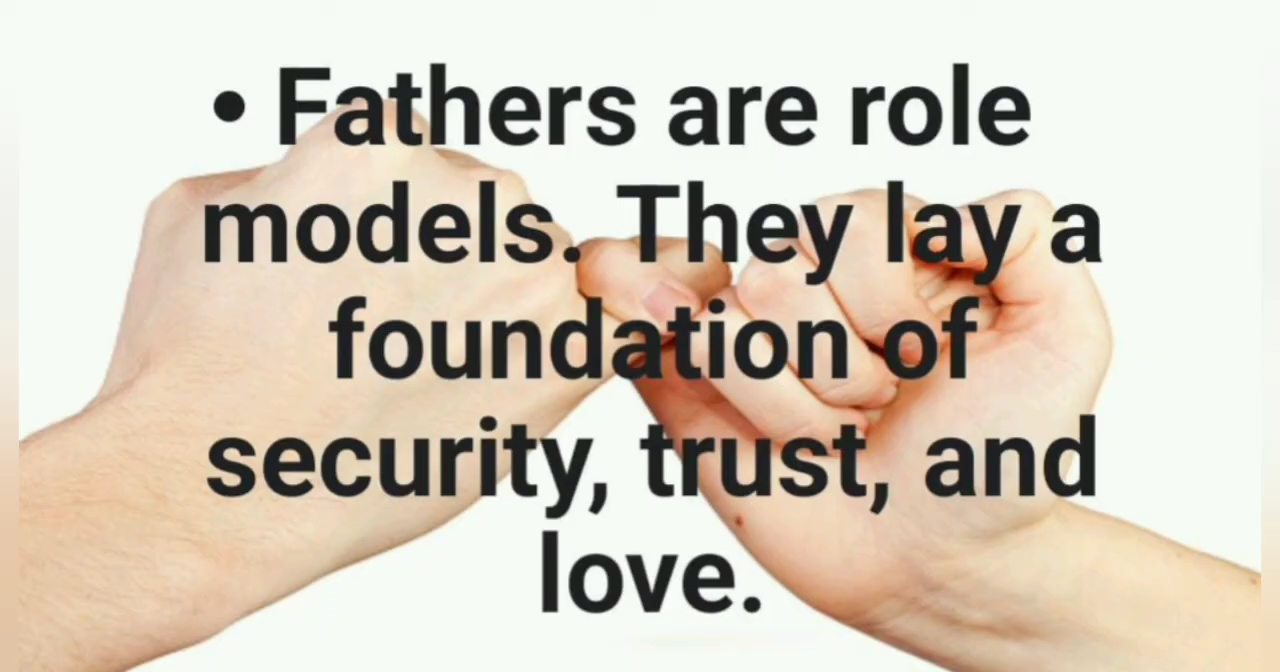 • Fathers are role
models. They lay a
foundation of
security, trust, and
love.